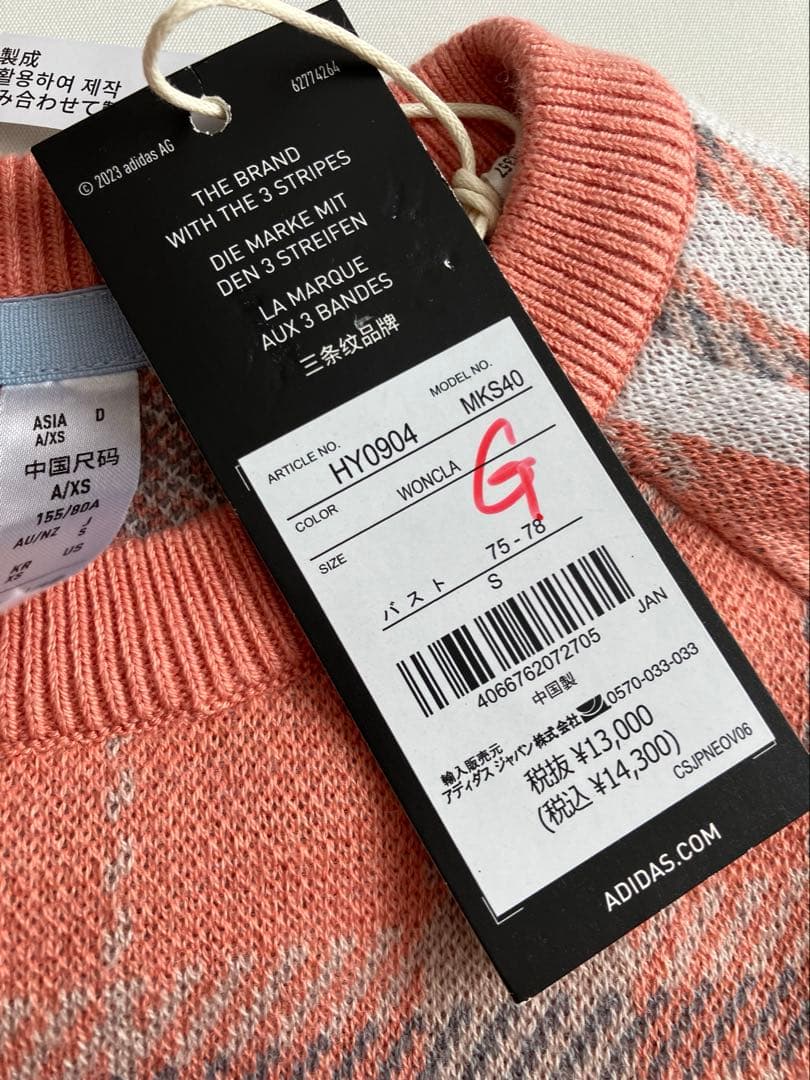 製成
활용하여 제작
み合わせて製
62774264
© 2023 adidas AG
THE BRAND
WITH THE 3 STRIPES
DIE MARKE MIT
DEN 3 STREIFEN
LA MARQUE
AUX 3 BANDES
三条纹品牌
ARTICLE NO. HY0904 MODEL NO. MKS40
COLOR WONCLA
G
SIZE
バスト 75-78
S
4066762072705 JAN
中国製
輸入販売元
アディダス ジャパン株式会社 0570-033-033
税抜 ¥13,000
(税込 ¥14,300)
CSJPNEOV06
ADIDAS.COM
ASIA D
A/XS
中国尺码
A/XS
155/80A
AU/NZ J
S
KR US
XS